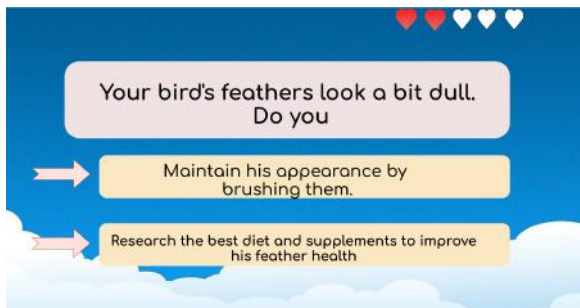 Your bird's feathers look a bit dull.
Do you
Maintain his appearance by
brushing them.
Research the best diet and supplements to improve
his feather health